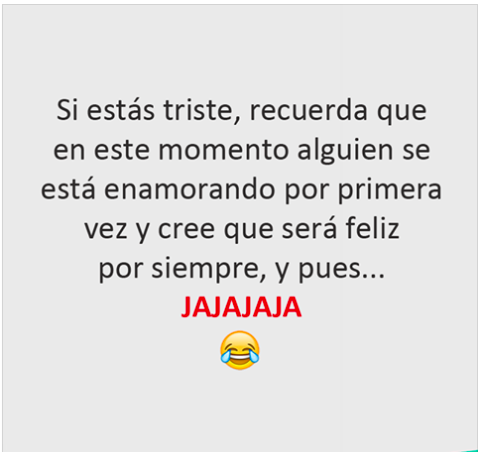 Si estás triste, recuerda que
en este momento alguien se
está enamorando por primera
vez y cree que será feliz
por siempre, y pues...
JAJAJAJA
😂